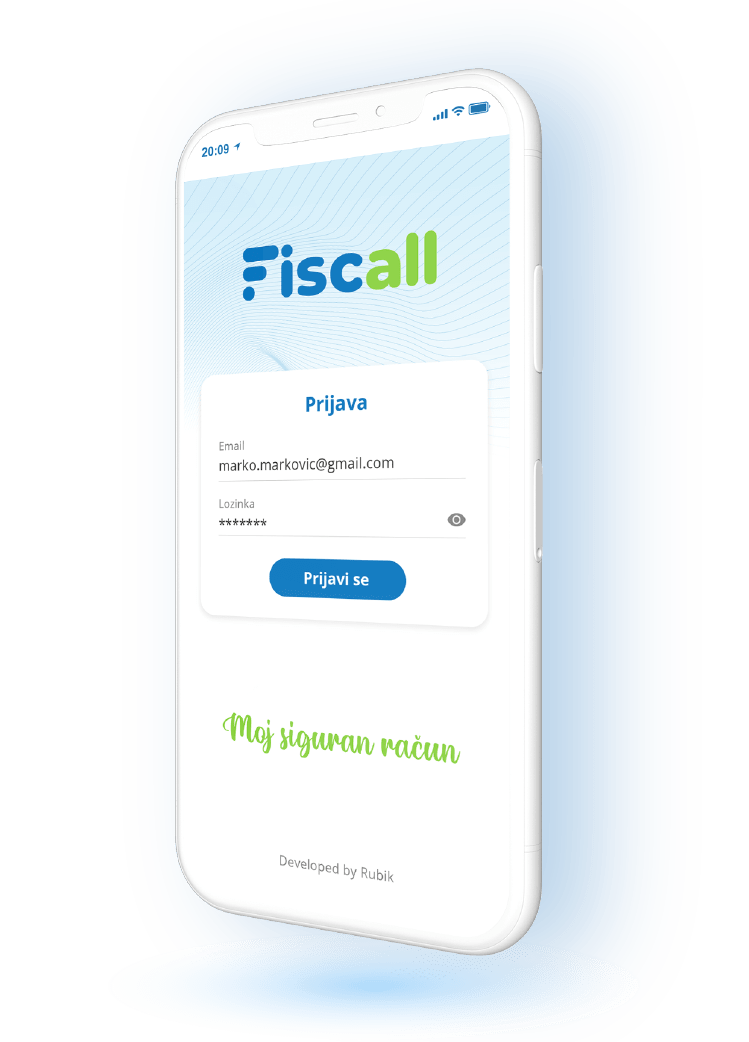 20:09
Fiscall
Prijava
Email
marko.markovic@gmail.com
Lozinka
*******
Prijavi se
Moj siguran račun
Developed by Rubik